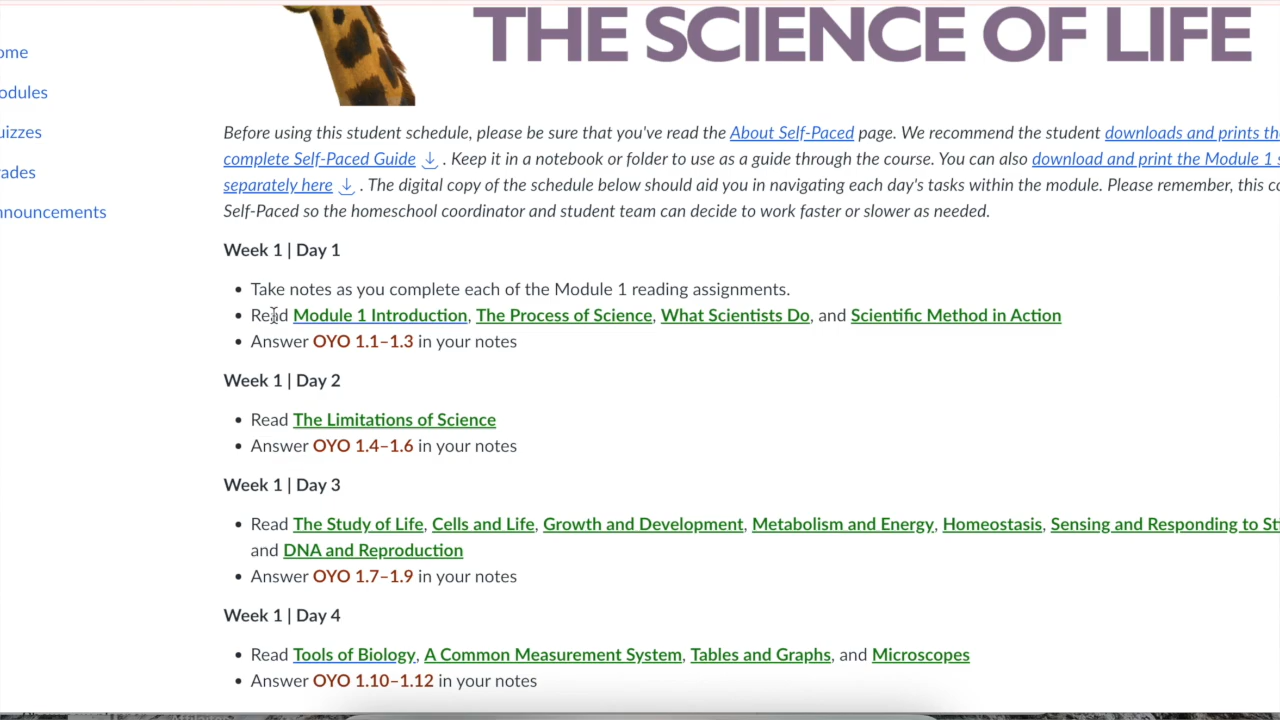 THE SCIENCE OF LIFE
ome
odules
uizzes
ades
nnouncements
Before using this student schedule, please be sure that you've read the About Self-Paced page. We recommend the student downloads and prints the
complete Self-Paced Guide . Keep it in a notebook or folder to use as a guide through the course. You can also download and print the Module 1 s
separately here . The digital copy of the schedule below should aid you in navigating each day's tasks within the module. Please remember, this co
Self-Paced so the homeschool coordinator and student team can decide to work faster or slower as needed.
Week 1 | Day 1
• Take notes as you complete each of the Module 1 reading assignments.
• Read Module 1 Introduction, The Process of Science, What Scientists Do, and Scientific Method in Action
• Answer OYO 1.1–1.3 in your notes
Week 1 | Day 2
• Read The Limitations of Science
• Answer OYO 1.4–1.6 in your notes
Week 1 | Day 3
• Read The Study of Life, Cells and Life, Growth and Development, Metabolism and Energy, Homeostasis, Sensing and Responding to Sti
and DNA and Reproduction
• Answer OYO 1.7–1.9 in your notes
Week 1 | Day 4
• Read Tools of Biology, A Common Measurement System, Tables and Graphs, and Microscopes
• Answer OYO 1.10–1.12 in your notes